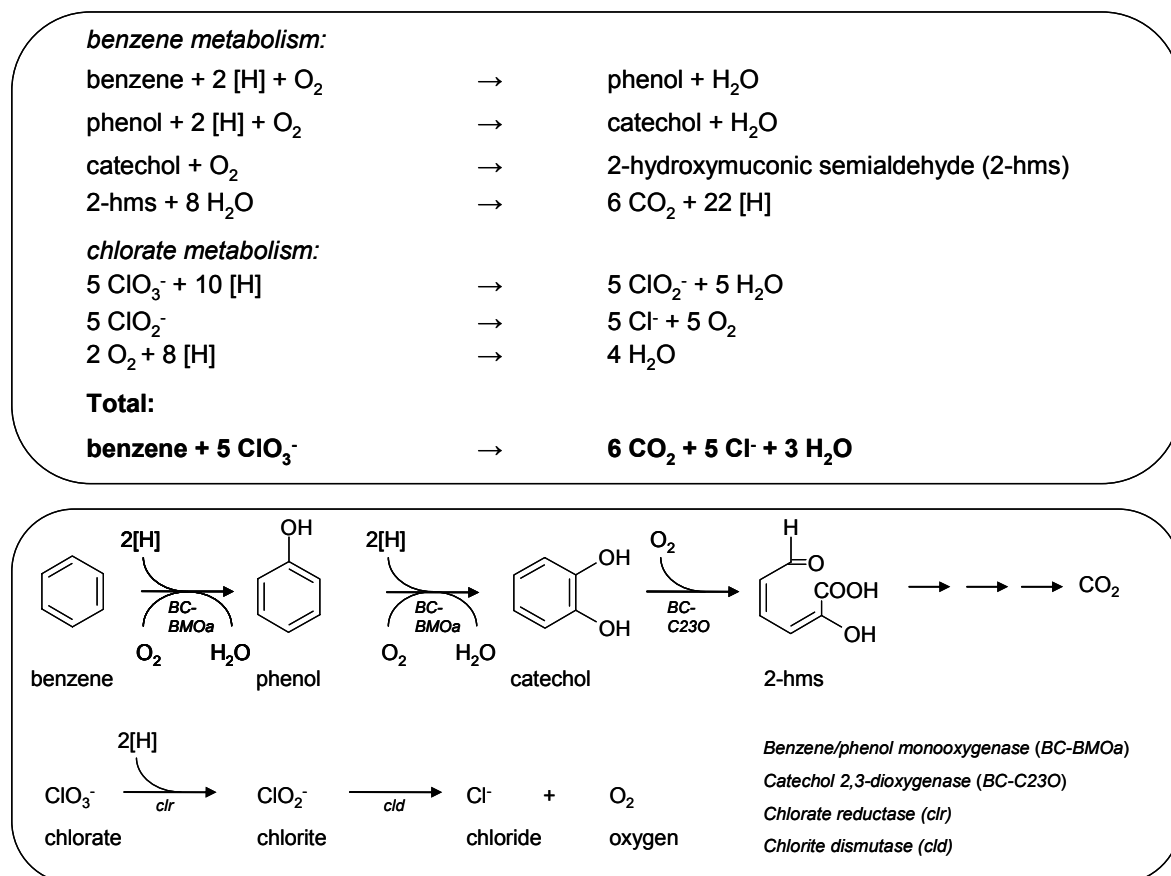 benzene metabolism:
benzene + 2 [H] + O₂ → phenol + H₂O
phenol + 2 [H] + O₂ → catechol + H₂O
catechol + O₂ → 2-hydroxymuconic semialdehyde (2-hms)
2-hms + 8 H₂O → 6 CO₂ + 22 [H]
chlorate metabolism:
5 ClO₃⁻ + 10 [H] → 5 ClO₂⁻ + 5 H₂O
5 ClO₂⁻ → 5 Cl⁻ + 5 O₂
2 O₂ + 8 [H] → 4 H₂O
Total:
benzene + 5 ClO₃⁻ → 6 CO₂ + 5 Cl⁻ + 3 H₂O
2[H]
BC-
BMOa
O₂ H₂O
benzene
OH
phenol
2[H]
BC-
BMOa
O₂ H₂O
OH
OH
catechol
O₂
BC-
C23O
H
O
COOH
OH
2-hms
CO₂
2[H]
ClO₃⁻ clr ClO₂⁻ cld Cl⁻ + O₂
chlorate chlorite chloride oxygen
Benzene/phenol monooxygenase (BC-BMOa)
Catechol 2,3-dioxygenase (BC-C23O)
Chlorate reductase (clr)
Chlorite dismutase (cld)